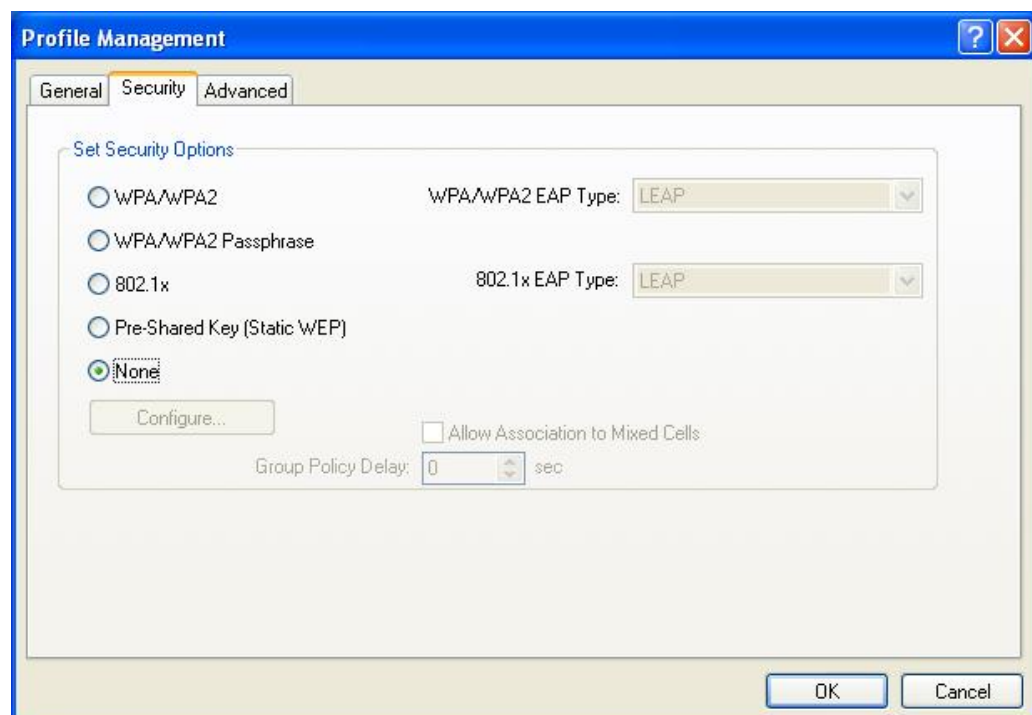 Profile Management
General Security Advanced
Set Security Options
WPA/WPA2 WPA/WPA2 EAP Type: LEAP
WPA/WPA2 Passphrase
802.1x 802.1x EAP Type: LEAP
Pre-Shared Key (Static WEP)
None
Configure...
Allow Association to Mixed Cells
Group Policy Delay: 0 sec
OK Cancel